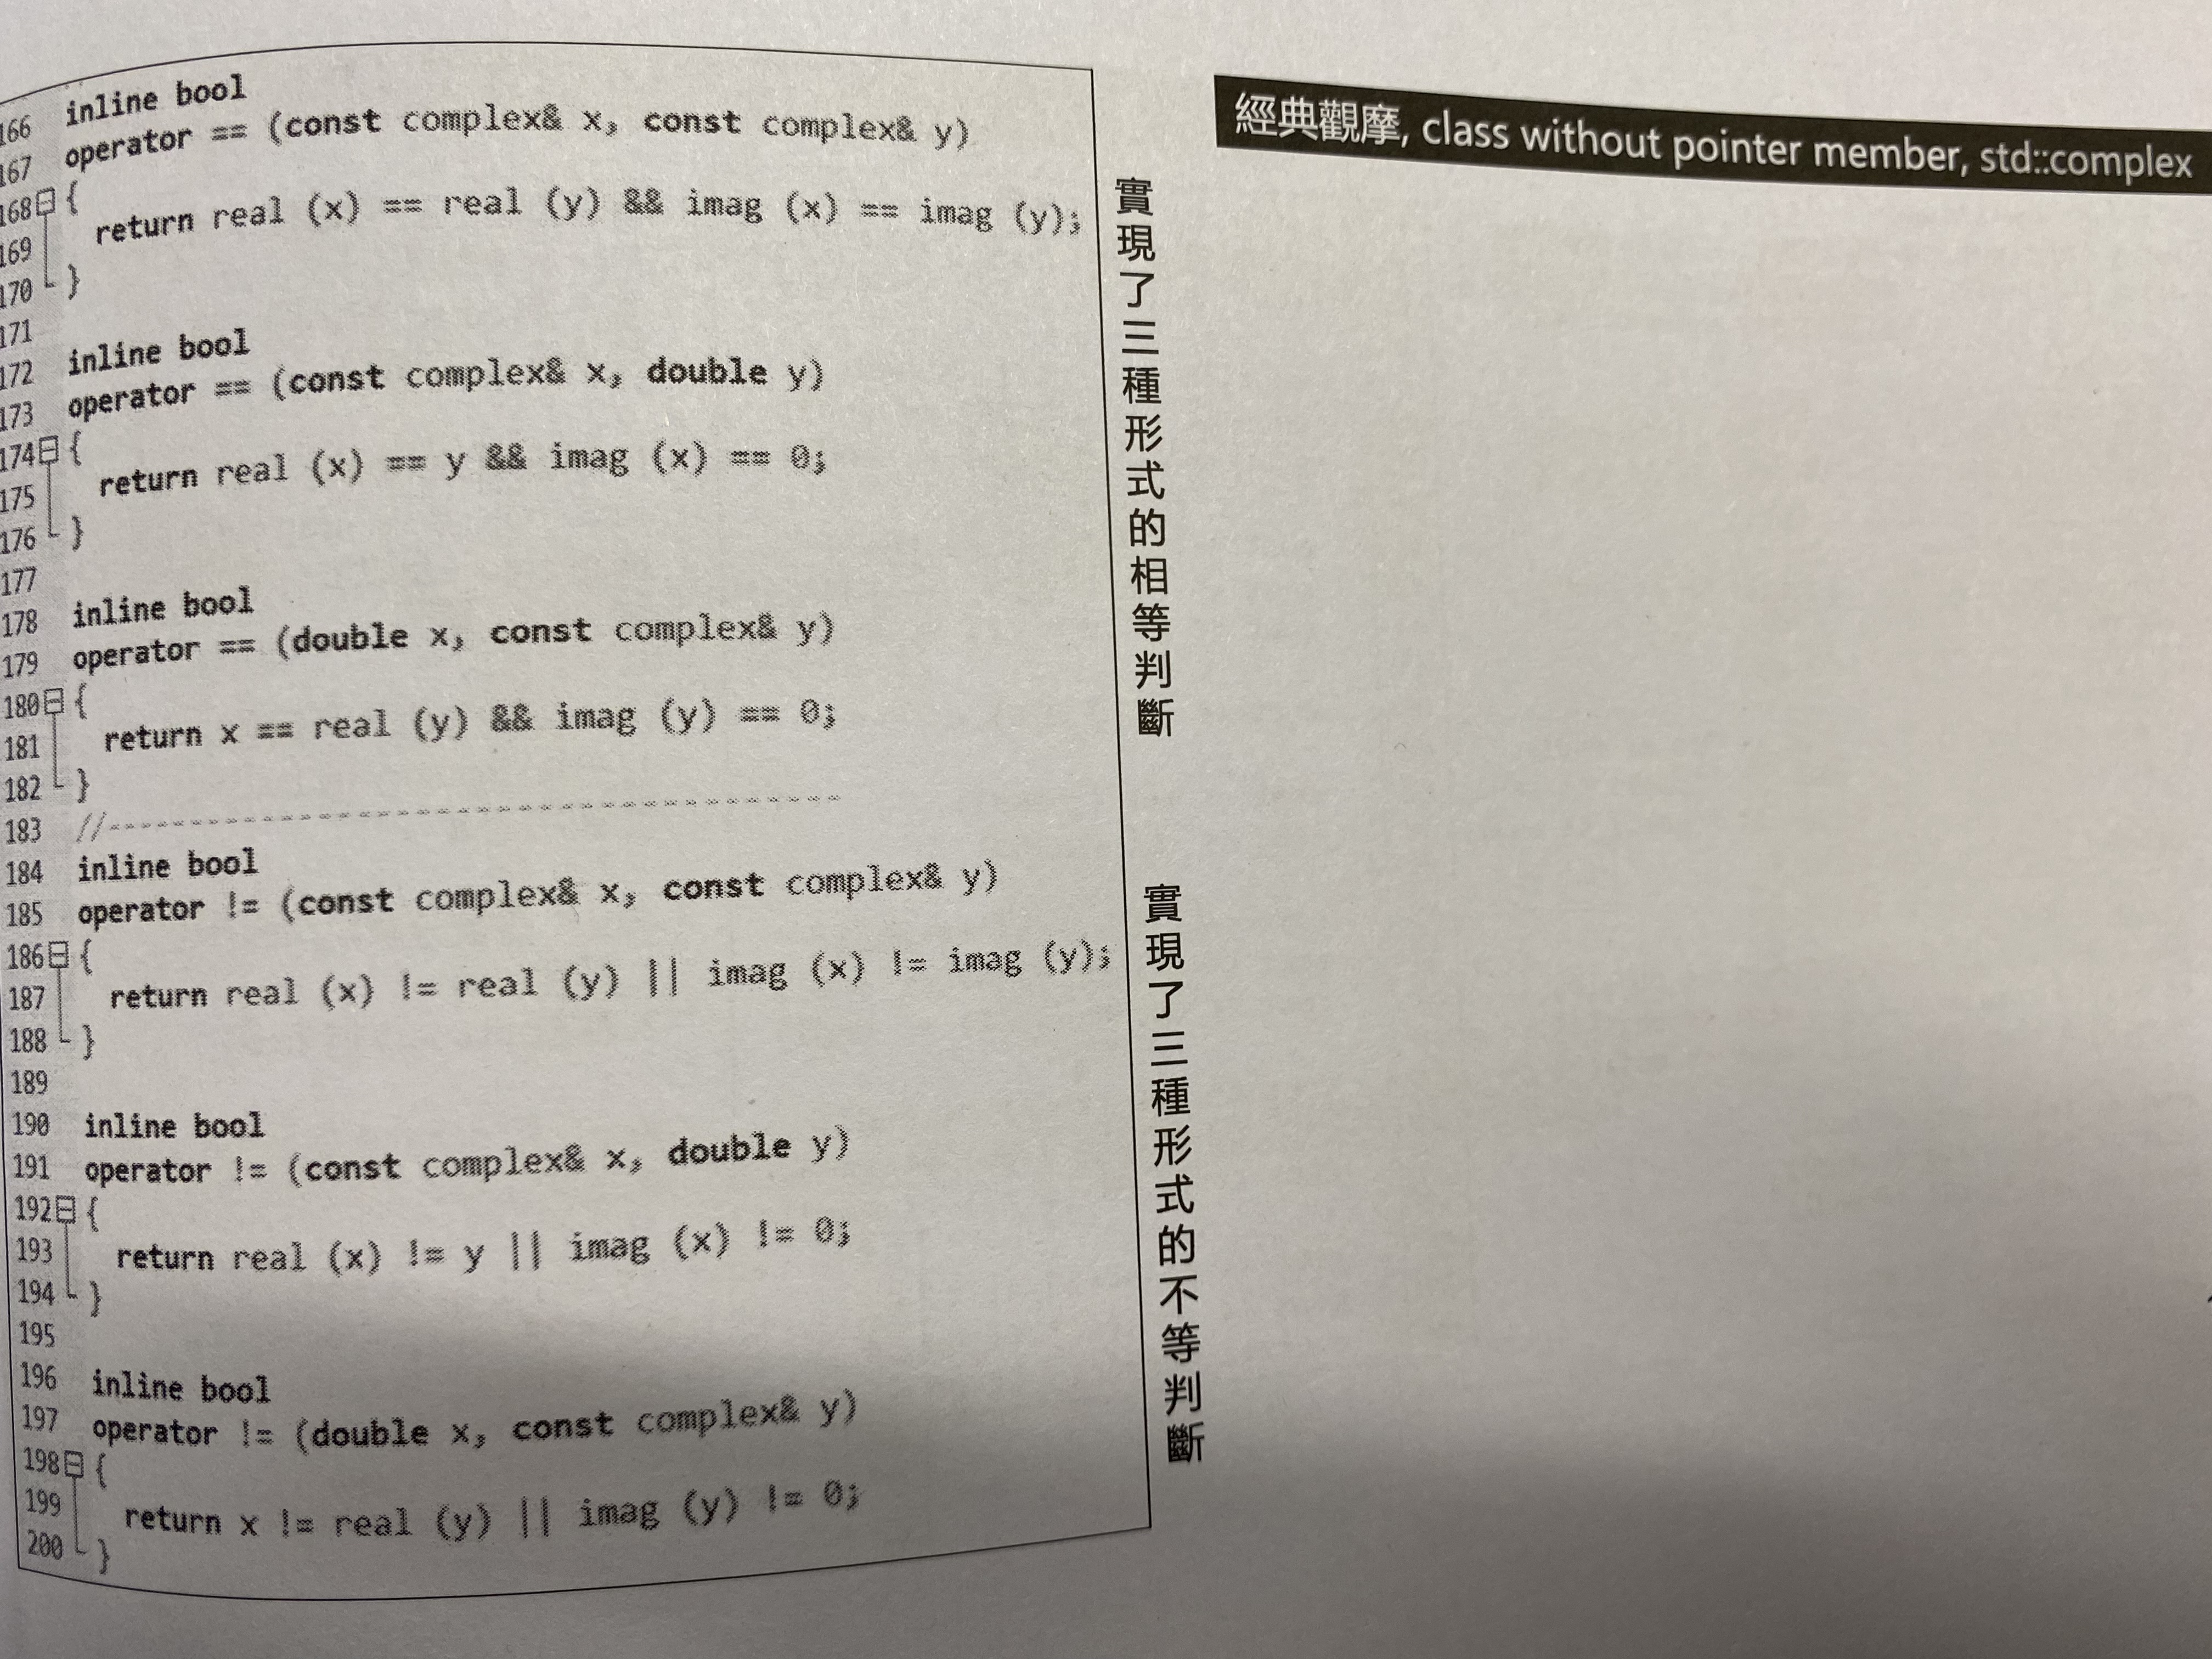 166 inline bool
167 operator == (const complex& x, const complex& y)
168 {
169 return real (x) == real (y) && imag (x) == imag (y);
170 }
171
172 inline bool
173 operator == (const complex& x, double y)
174 {
175 return real (x) == y && imag (x) == 0;
176 }
177
178 inline bool
179 operator == (double x, const complex& y)
180 {
181 return x == real (y) && imag (y) == 0;
182 }
183 //--------------------------------------
184 inline bool
185 operator != (const complex& x, const complex& y)
186 {
187 return real (x) != real (y) || imag (x) != imag (y);
188 }
189
190 inline bool
191 operator != (const complex& x, double y)
192 {
193 return real (x) != y || imag (x) != 0;
194 }
195
196 inline bool
197 operator != (double x, const complex& y)
198 {
199 return x != real (y) || imag (y) != 0;
200 }
實現了三種形式的相等判斷
實現了三種形式的不等判斷
經典觀摩, class without pointer member, std::complex